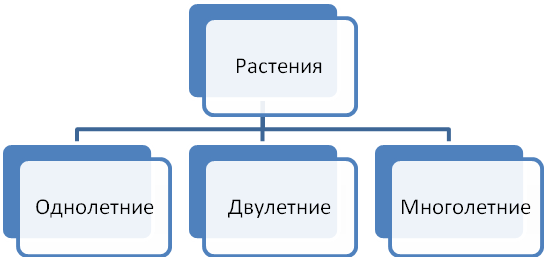 Растения
Однолетние
Двулетние
Многолетние